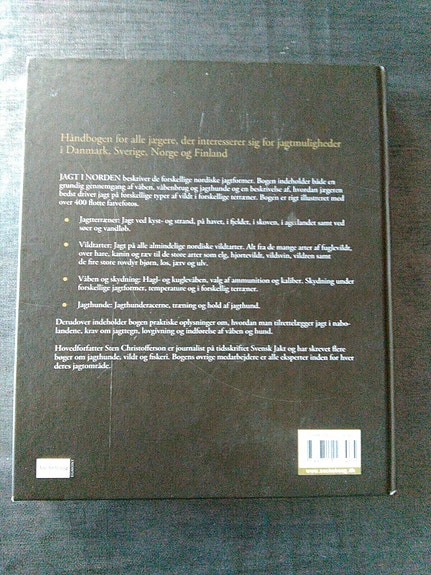 Håndbogen for alle jægere, der interesserer sig for jagtmuligheder
i Danmark, Sverige, Norge og Finland
JAGT I NORDEN beskriver de forskellige nordiske jagtformer. Bogen indeholder både en
grundig gennemgang af våben, våbenbrug og jagthunde og en beskrivelse af, hvordan jægeren
bedst driver jagt på forskellige typer af vildt i forskellige terræner. Bogen er rigt illustreret med
over 400 flotte farvefotos.
• Jagtterræner: Jagt ved kyst- og strand, på havet, i fjeldet, i skoven, i agerlandet samt ved
søer og vandløb.
• Vildtarter: Jagt på alle almindelige nordiske vildtarter. Alt fra de mange arter af fuglevildt,
over hare, kanin og ræv til de større arter som elg, hjortevildt, vildsvin, vildren samt
de fire store rovdyr bjørn, los, jærv og ulv.
• Våben og skydning: Hagl- og kuglevåben, valg af ammunition og kaliber. Skydning under
forskellige jagtformer, temperature og i forskellig terræner.
• Jagthunde: Jagthunderacerne, træning og hold af jagthund.
Derudover indeholder bogen praktiske oplysninger om, hvordan man tilrettelægger jagt i nabo-
landene, krav om jagttegn, lovgivning og indførelse af våben og hund.
Hovedforfatter Sten Christofferson er journalist på tidsskriftet Svensk Jakt og har skrevet flere
bøger om jagthunde, vildt og fiskeri. Bogens øvrige medarbejdere er alle eksperter inden for hver
deres jagtområde.